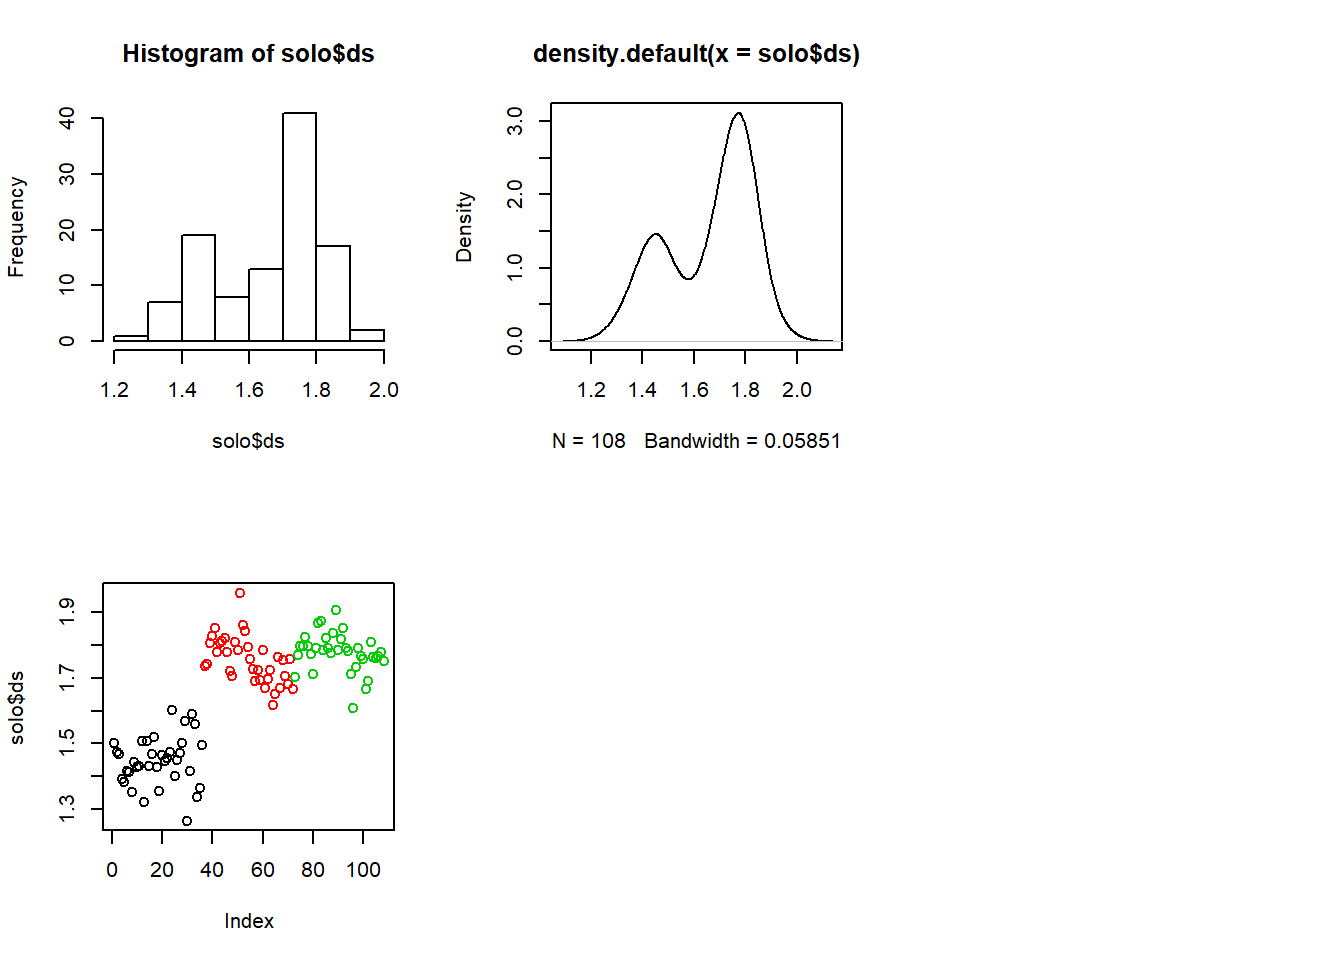 Histogram of solo$ds
Frequency
0 10 20 30 40
1.2 1.4 1.6 1.8 2.0
solo$ds
density.default(x = solo$ds)
Density
0.0 1.0 2.0 3.0
1.2 1.4 1.6 1.8 2.0
N = 108 Bandwidth = 0.05851
solo$ds
1.3 1.5 1.7 1.9
0 20 40 60 80 100
Index